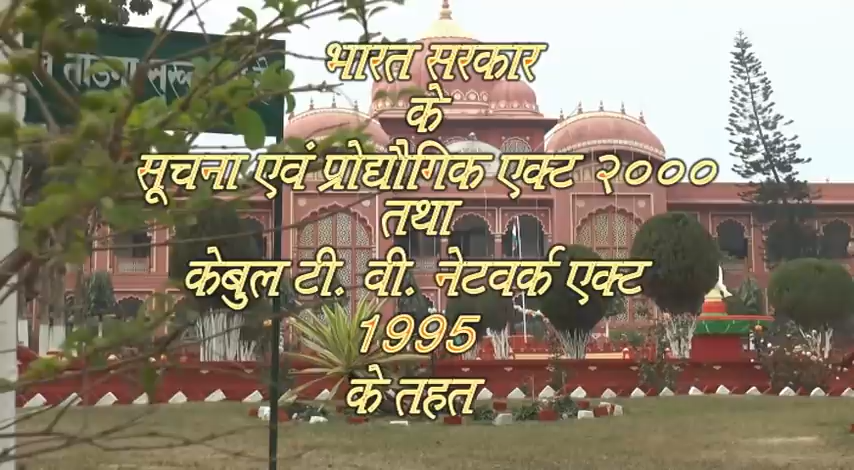 भारत सरकार
के
सूचना एवं प्रोद्यौगिक एक्ट २०००
तथा
केबुल टी. वी. नेटवर्क एक्ट
1995
के तहत